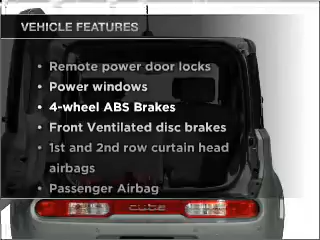 VEHICLE FEATURES
• Remote power door locks
• Power windows
• 4-wheel ABS Brakes
• Front Ventilated disc brakes
• 1st and 2nd row curtain head
airbags
• Passenger Airbag
cube